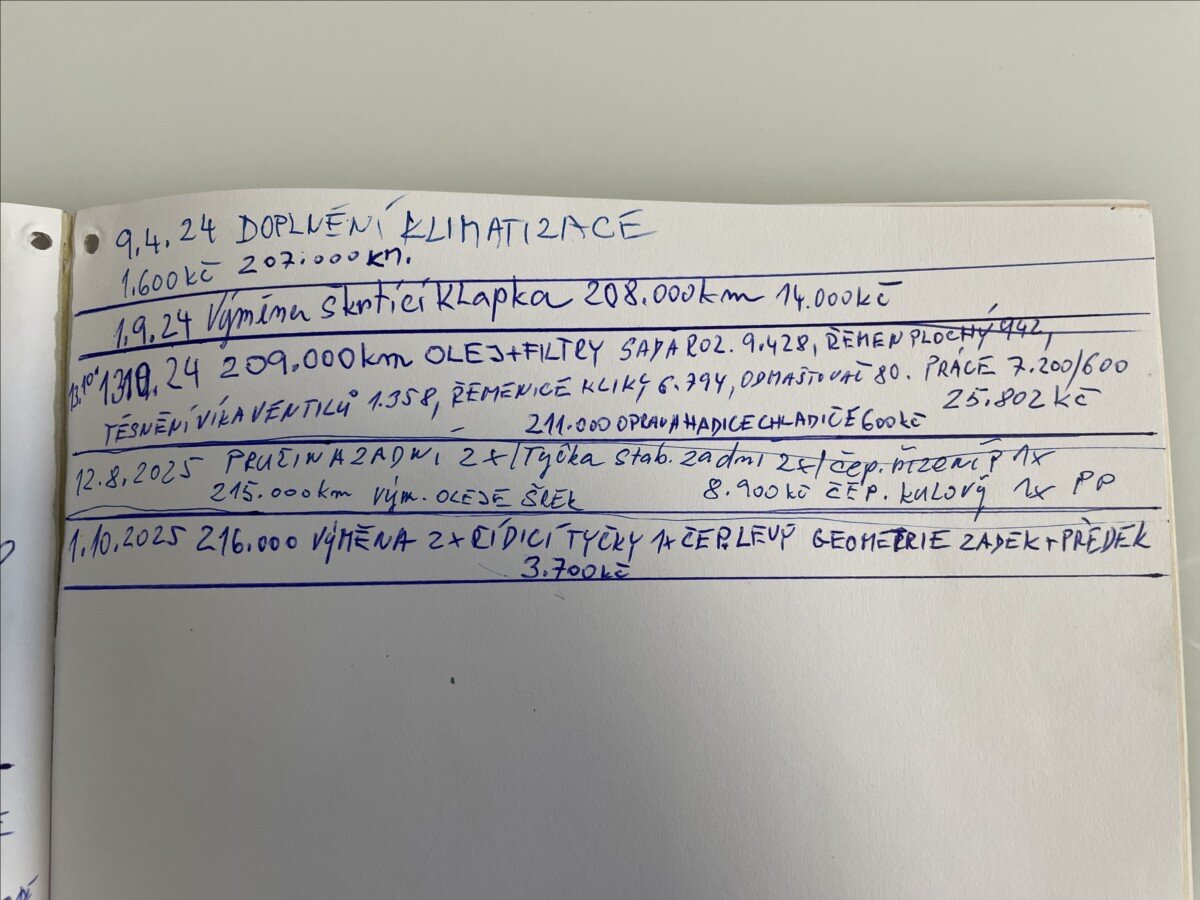 9.4.24 DOPLNĚNÍ KLIMATIZACE
1.600 kč 207.000 KM.
1.9.24 Výměna škrtící klapka 208.000 km 14.000 kč
13.10. 24 209.000 km OLEJ+FILTRY SADA ROZ. 9.428, ŘEMEN PLOCHÝ 942,
TĚSNĚNÍ VÍKA VENTILŮ 1.358, ŘEMENICE KLIKY 6.794, ODMAŠŤOVAČ 80. PRÁCE 7.200/600
25.802 Kč
211.000 OPRAVA HADICE CHLADIČE 600 kč
12.8.2025 PRUŽINA ZADNÍ 2x/Tyčka stab. zadní 2x/čep. řízení P 1x
215.000 km vým. OLEJE 8.900 kč ČEP. KULOVÝ 1x PP
1.10.2025 216.000 VÝMĚNA 2x ŘÍDICÍ TYČKY 1x ČEP. LEVÝ GEOMETRIE ZADEK+PŘEDEK
3.700 kč